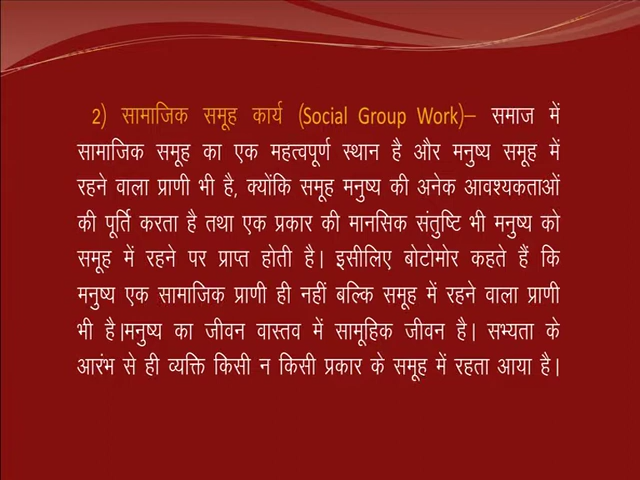 2) सामाजिक समूह कार्य (Social Group Work)– समाज में
सामाजिक समूह का एक महत्वपूर्ण स्थान है और मनुष्य समूह में
रहने वाला प्राणी भी है, क्योंकि समूह मनुष्य की अनेक आवश्यकताओं
की पूर्ति करता है तथा एक प्रकार की मानसिक संतुष्टि भी मनुष्य को
समूह में रहने पर प्राप्त होती है। इसीलिए बोटोमोर कहते हैं कि
मनुष्य एक सामाजिक प्राणी ही नहीं बल्कि समूह में रहने वाला प्राणी
भी है।मनुष्य का जीवन वास्तव में सामूहिक जीवन है। सभ्यता के
आरंभ से ही व्यक्ति किसी न किसी प्रकार के समूह में रहता आया है।